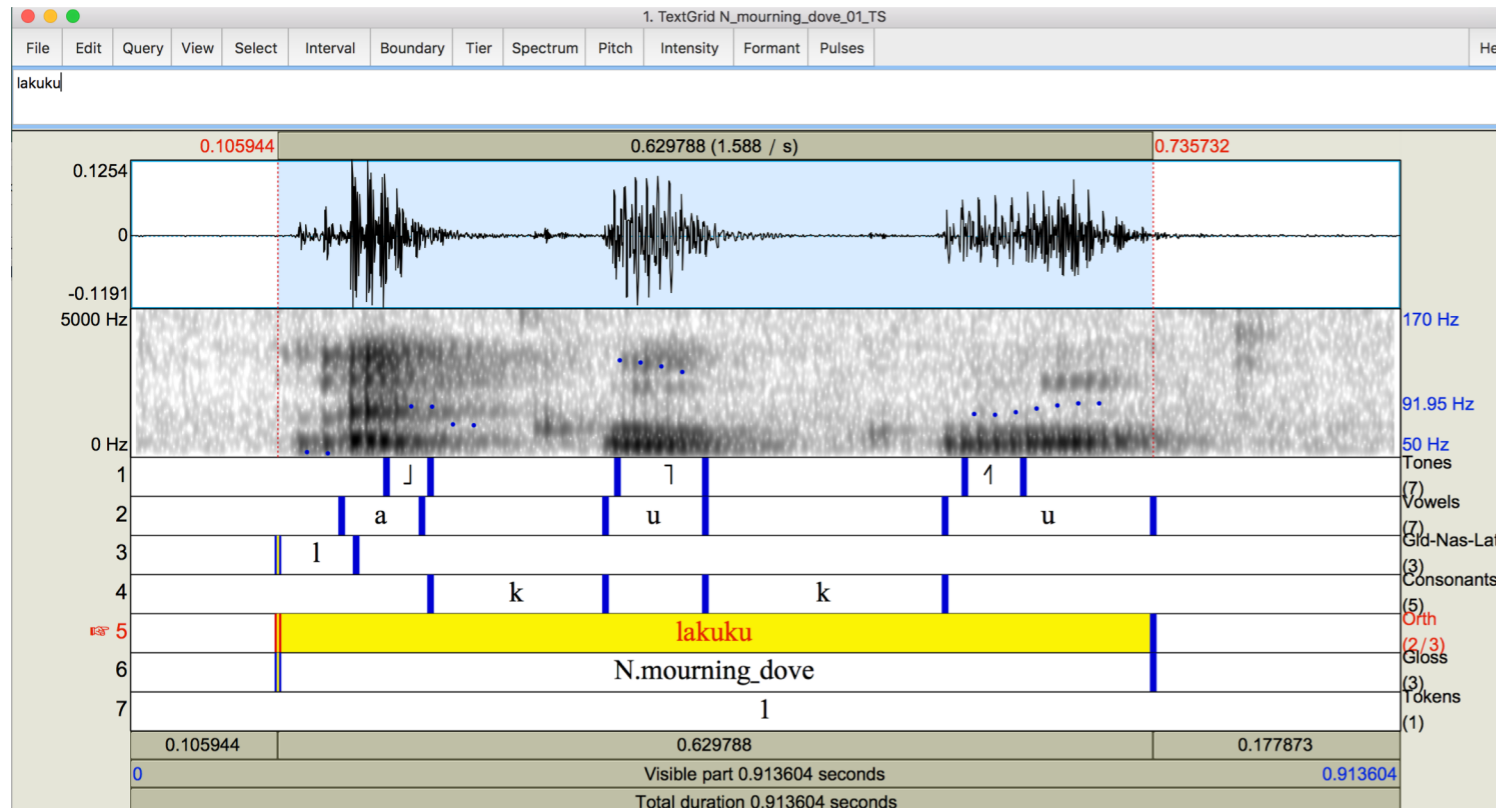 1. TextGrid N_mourning_dove_01_TS
File Edit Query View Select Interval Boundary Tier Spectrum Pitch Intensity Formant Pulses He
lakuku
0.105944 0.629788 (1.588 / s) 0.735732
0.1254
0
-0.1191
5000 Hz 170 Hz
91.95 Hz
0 Hz 50 Hz
1 ˩ ˥ ↿ Tones
(7)
2 a u u Vowels
(7)
3 l Gld-Nas-Lat
(3)
4 k k Consonants
(5)
☞ 5 lakuku Orth
(2/3)
6 N.mourning_dove Gloss
(3)
7 1 Tokens
(1)
0.105944 0.629788 0.177873
0 Visible part 0.913604 seconds 0.913604
Total duration 0.913604 seconds